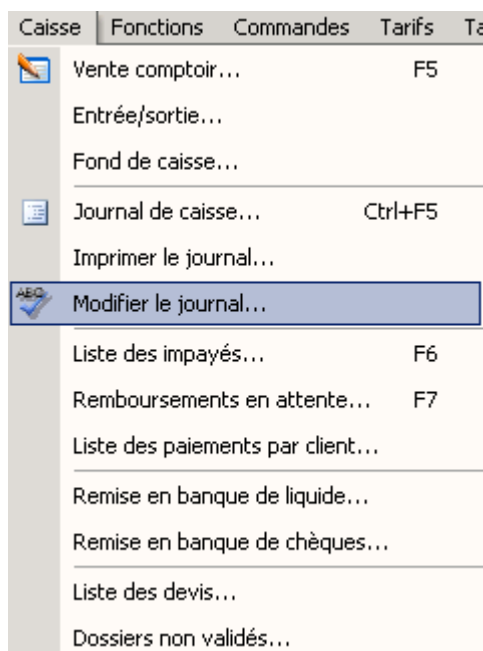 Caisse Fonctions Commandes Tarifs Ta
Vente comptoir... F5
Entrée/sortie...
Fond de caisse...
Journal de caisse... Ctrl+F5
Imprimer le journal...
ABC Modifier le journal...
Liste des impayés... F6
Remboursements en attente... F7
Liste des paiements par client...
Remise en banque de liquide...
Remise en banque de chèques...
Liste des devis...
Dossiers non validés...